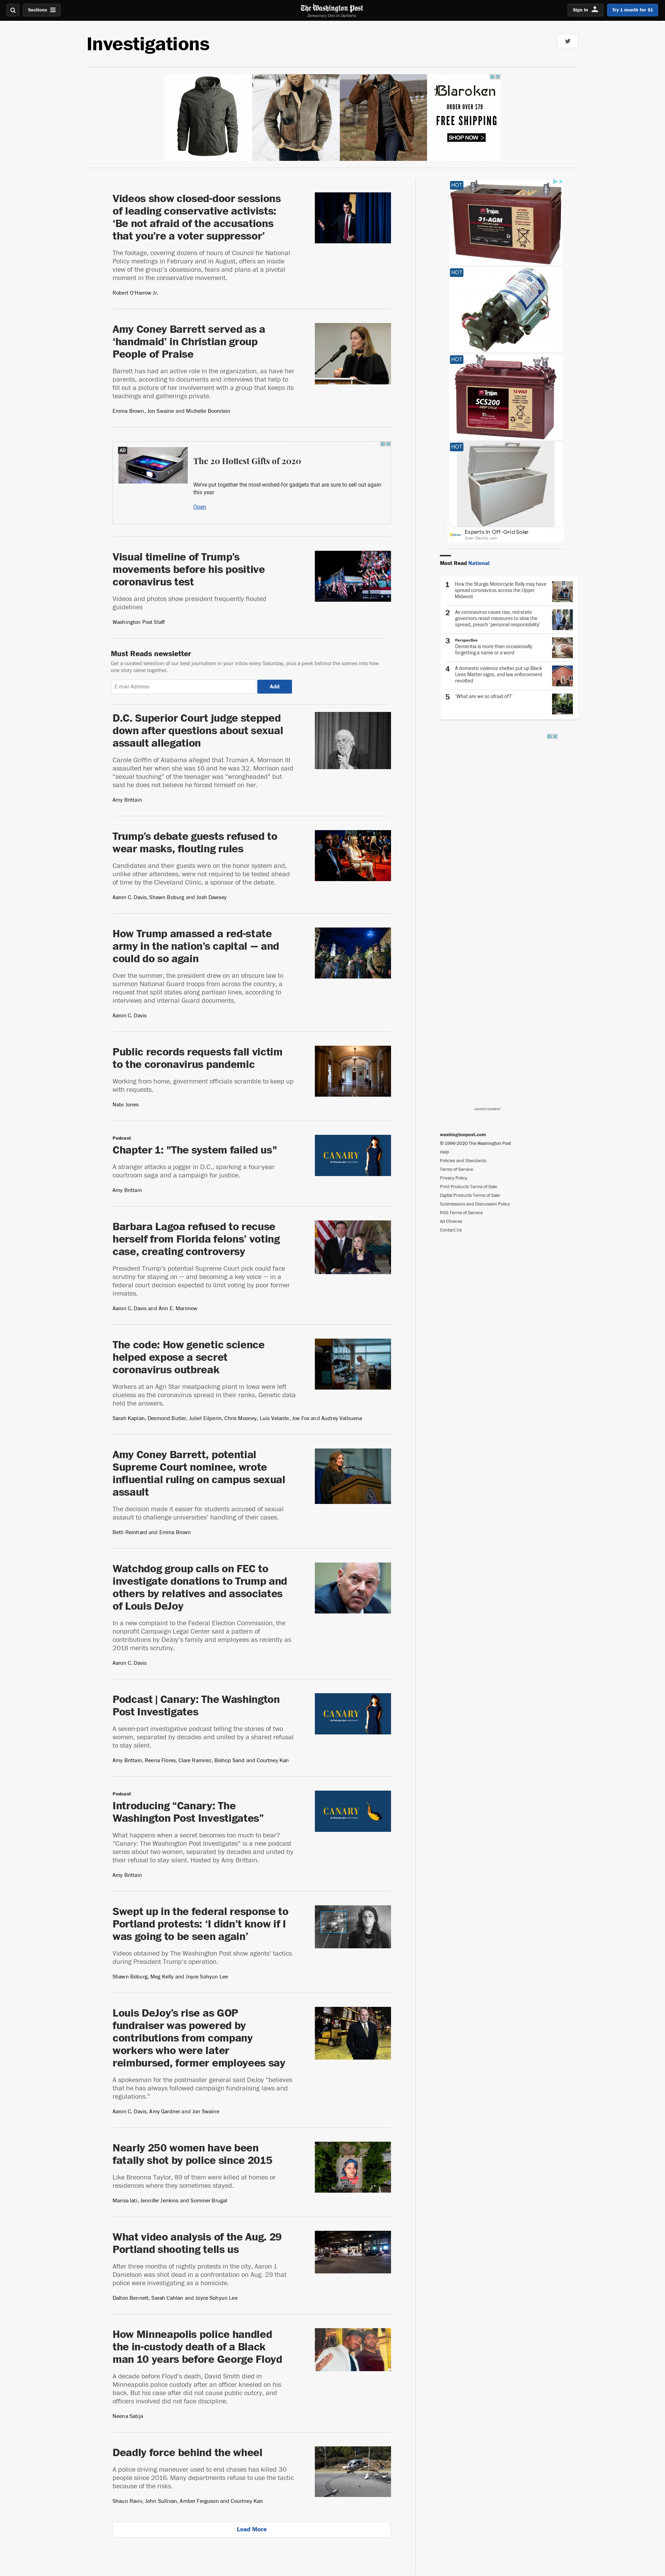 Sections
The Washington Post
Democracy Dies in Darkness
Sign In
Try 1 month for $1
Investigations
Blaroken
ORDER OVER $79
FREE SHIPPING
SHOP NOW >
Videos show closed-door sessions
of leading conservative activists:
‘Be not afraid of the accusations
that you’re a voter suppressor’
The footage, covering dozens of hours of Council for National
Policy meetings in February and in August, offers an inside
view of the group's obsessions, fears and plans at a pivotal
moment in the conservative movement.
Robert O'Harrow Jr.
Amy Coney Barrett served as a
‘handmaid’ in Christian group
People of Praise
Barrett has had an active role in the organization, as have her
parents, according to documents and interviews that help to
fill out a picture of her involvement with a group that keeps its
teachings and gatherings private.
Emma Brown, Jon Swaine and Michelle Boorstein
AD
The 20 Hottest Gifts of 2020
We've put together the most-wished-for gadgets that are sure to sell out again
this year
Open
Visual timeline of Trump’s
movements before his positive
coronavirus test
Videos and photos show president frequently flouted
guidelines
Washington Post Staff
Must Reads newsletter
Get a curated selection of our best journalism in your inbox every Saturday, plus a peek behind the scenes into how
one story came together.
E-mail Address
Add
D.C. Superior Court judge stepped
down after questions about sexual
assault allegation
Carole Griffin of Alabama alleged that Truman A. Morrison III
assaulted her when she was 16 and he was 32. Morrison said
“sexual touching” of the teenager was “wrongheaded” but
said he does not believe he forced himself on her.
Amy Brittain
Trump’s debate guests refused to
wear masks, flouting rules
Candidates and their guests were on the honor system and,
unlike other attendees, were not required to be tested ahead
of time by the Cleveland Clinic, a sponsor of the debate.
Aaron C. Davis, Shawn Boburg and Josh Dawsey
How Trump amassed a red-state
army in the nation’s capital — and
could do so again
Over the summer, the president drew on an obscure law to
summon National Guard troops from across the country, a
request that split states along partisan lines, according to
interviews and internal Guard documents.
Aaron C. Davis
Public records requests fall victim
to the coronavirus pandemic
Working from home, government officials scramble to keep up
with requests.
Nate Jones
Podcast
Chapter 1: "The system failed us"
A stranger attacks a jogger in D.C., sparking a four-year
courtroom saga and a campaign for justice.
Amy Brittain
CANARY
Barbara Lagoa refused to recuse
herself from Florida felons’ voting
case, creating controversy
President Trump’s potential Supreme Court pick could face
scrutiny for staying on — and becoming a key voice — in a
federal court decision expected to limit voting by poor former
inmates.
Aaron C. Davis and Ann E. Marimow
The code: How genetic science
helped expose a secret
coronavirus outbreak
Workers at an Agri Star meatpacking plant in Iowa were left
clueless as the coronavirus spread in their ranks. Genetic data
held the answers.
Sarah Kaplan, Desmond Butler, Juliet Eilperin, Chris Mooney, Luis Velarde, Joe Fox and Audrey Valbuena
Amy Coney Barrett, potential
Supreme Court nominee, wrote
influential ruling on campus sexual
assault
The decision made it easier for students accused of sexual
assault to challenge universities’ handling of their cases.
Beth Reinhard and Emma Brown
Watchdog group calls on FEC to
investigate donations to Trump and
others by relatives and associates
of Louis DeJoy
In a new complaint to the Federal Election Commission, the
nonprofit Campaign Legal Center said a pattern of
contributions by DeJoy’s family and employees as recently as
2018 merits scrutiny.
Aaron C. Davis
Podcast | Canary: The Washington
Post Investigates
A seven-part investigative podcast telling the stories of two
women, separated by decades and united by a shared refusal
to stay silent.
Amy Brittain, Reena Flores, Clare Ramirez, Bishop Sand and Courtney Kan
CANARY
Podcast
Introducing “Canary: The
Washington Post Investigates”
What happens when a secret becomes too much to bear?
"Canary: The Washington Post Investigates" is a new podcast
series about two women, separated by decades and united by
their refusal to stay silent. Hosted by Amy Brittain.
Amy Brittain
CANARY
Swept up in the federal response to
Portland protests: ‘I didn’t know if I
was going to be seen again’
Videos obtained by The Washington Post show agents’ tactics
during President Trump’s operation.
Shawn Boburg, Meg Kelly and Joyce Sohyun Lee
Louis DeJoy’s rise as GOP
fundraiser was powered by
contributions from company
workers who were later
reimbursed, former employees say
A spokesman for the postmaster general said DeJoy “believes
that he has always followed campaign fundraising laws and
regulations.”
Aaron C. Davis, Amy Gardner and Jon Swaine
Nearly 250 women have been
fatally shot by police since 2015
Like Breonna Taylor, 89 of them were killed at homes or
residences where they sometimes stayed.
Marisa Iati, Jennifer Jenkins and Sommer Brugal
What video analysis of the Aug. 29
Portland shooting tells us
After three months of nightly protests in the city, Aaron J.
Danielson was shot dead in a confrontation on Aug. 29 that
police were investigating as a homicide.
Dalton Bennett, Sarah Cahlan and Joyce Sohyun Lee
How Minneapolis police handled
the in-custody death of a Black
man 10 years before George Floyd
A decade before Floyd’s death, David Smith died in
Minneapolis police custody after an officer kneeled on his
back. But his case after did not cause public outcry, and
officers involved did not face discipline.
Neena Satija
Deadly force behind the wheel
A police driving maneuver used to end chases has killed 30
people since 2016. Many departments refuse to use the tactic
because of the risks.
Shaun Raviv, John Sullivan, Amber Ferguson and Courtney Kan
Load More
HOT
Trojan
31-AGM
HOT
HOT
Trojan
12 VOLT
SCS200
DEEP CYCLE
HOT
Experts in Off-Grid Solar
Solar-Electric.com
Most Read National
1
How the Sturgis Motorcycle Rally may have
spread coronavirus across the Upper
Midwest
2
As coronavirus cases rise, red-state
governors resist measures to slow the
spread, preach ‘personal responsibility’
3
Perspective
Dementia is more than occasionally
forgetting a name or a word
4
A domestic violence shelter put up Black
Lives Matter signs, and law enforcement
revolted
5
‘What are we so afraid of?’
ADVERTISEMENT
washingtonpost.com
© 1996-2020 The Washington Post
Help
Policies and Standards
Terms of Service
Privacy Policy
Print Products Terms of Sale
Digital Products Terms of Sale
Submissions and Discussion Policy
RSS Terms of Service
Ad Choices
Contact Us